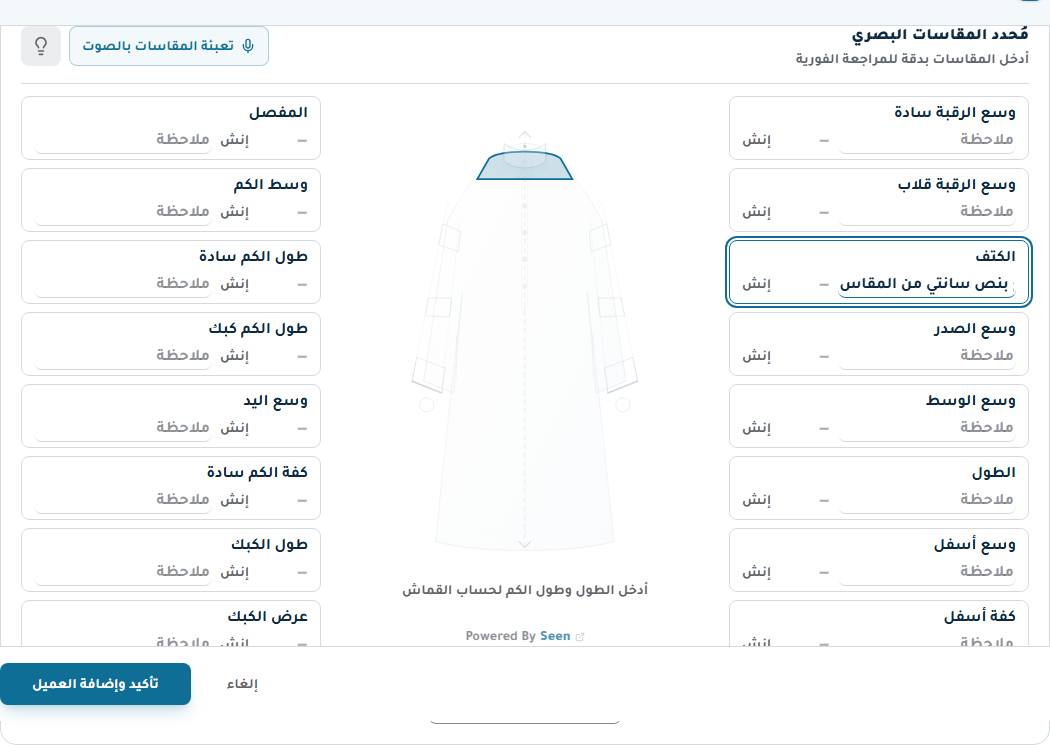 مُحدد المقاسات البصري
أدخل المقاسات بدقة للمراجعة الفورية
تعبئة المقاسات بالصوت
وسع الرقبة سادة
ملاحظة – إنش
وسع الرقبة قلاب
ملاحظة – إنش
الكتف
بنص سانتي من المقاس – إنش
وسع الصدر
ملاحظة – إنش
وسع الوسط
ملاحظة – إنش
الطول
ملاحظة – إنش
وسع أسفل
ملاحظة – إنش
كفة أسفل
ملاحظة – إنش
أدخل الطول وطول الكم لحساب القماش
Powered By Seen
المفصل
– إنش ملاحظة
وسط الكم
– إنش ملاحظة
طول الكم سادة
– إنش ملاحظة
طول الكم كبك
– إنش ملاحظة
وسع اليد
– إنش ملاحظة
كفة الكم سادة
– إنش ملاحظة
طول الكبك
– إنش ملاحظة
عرض الكبك
– إنش ملاحظة
إلغاء
تأكيد وإضافة العميل